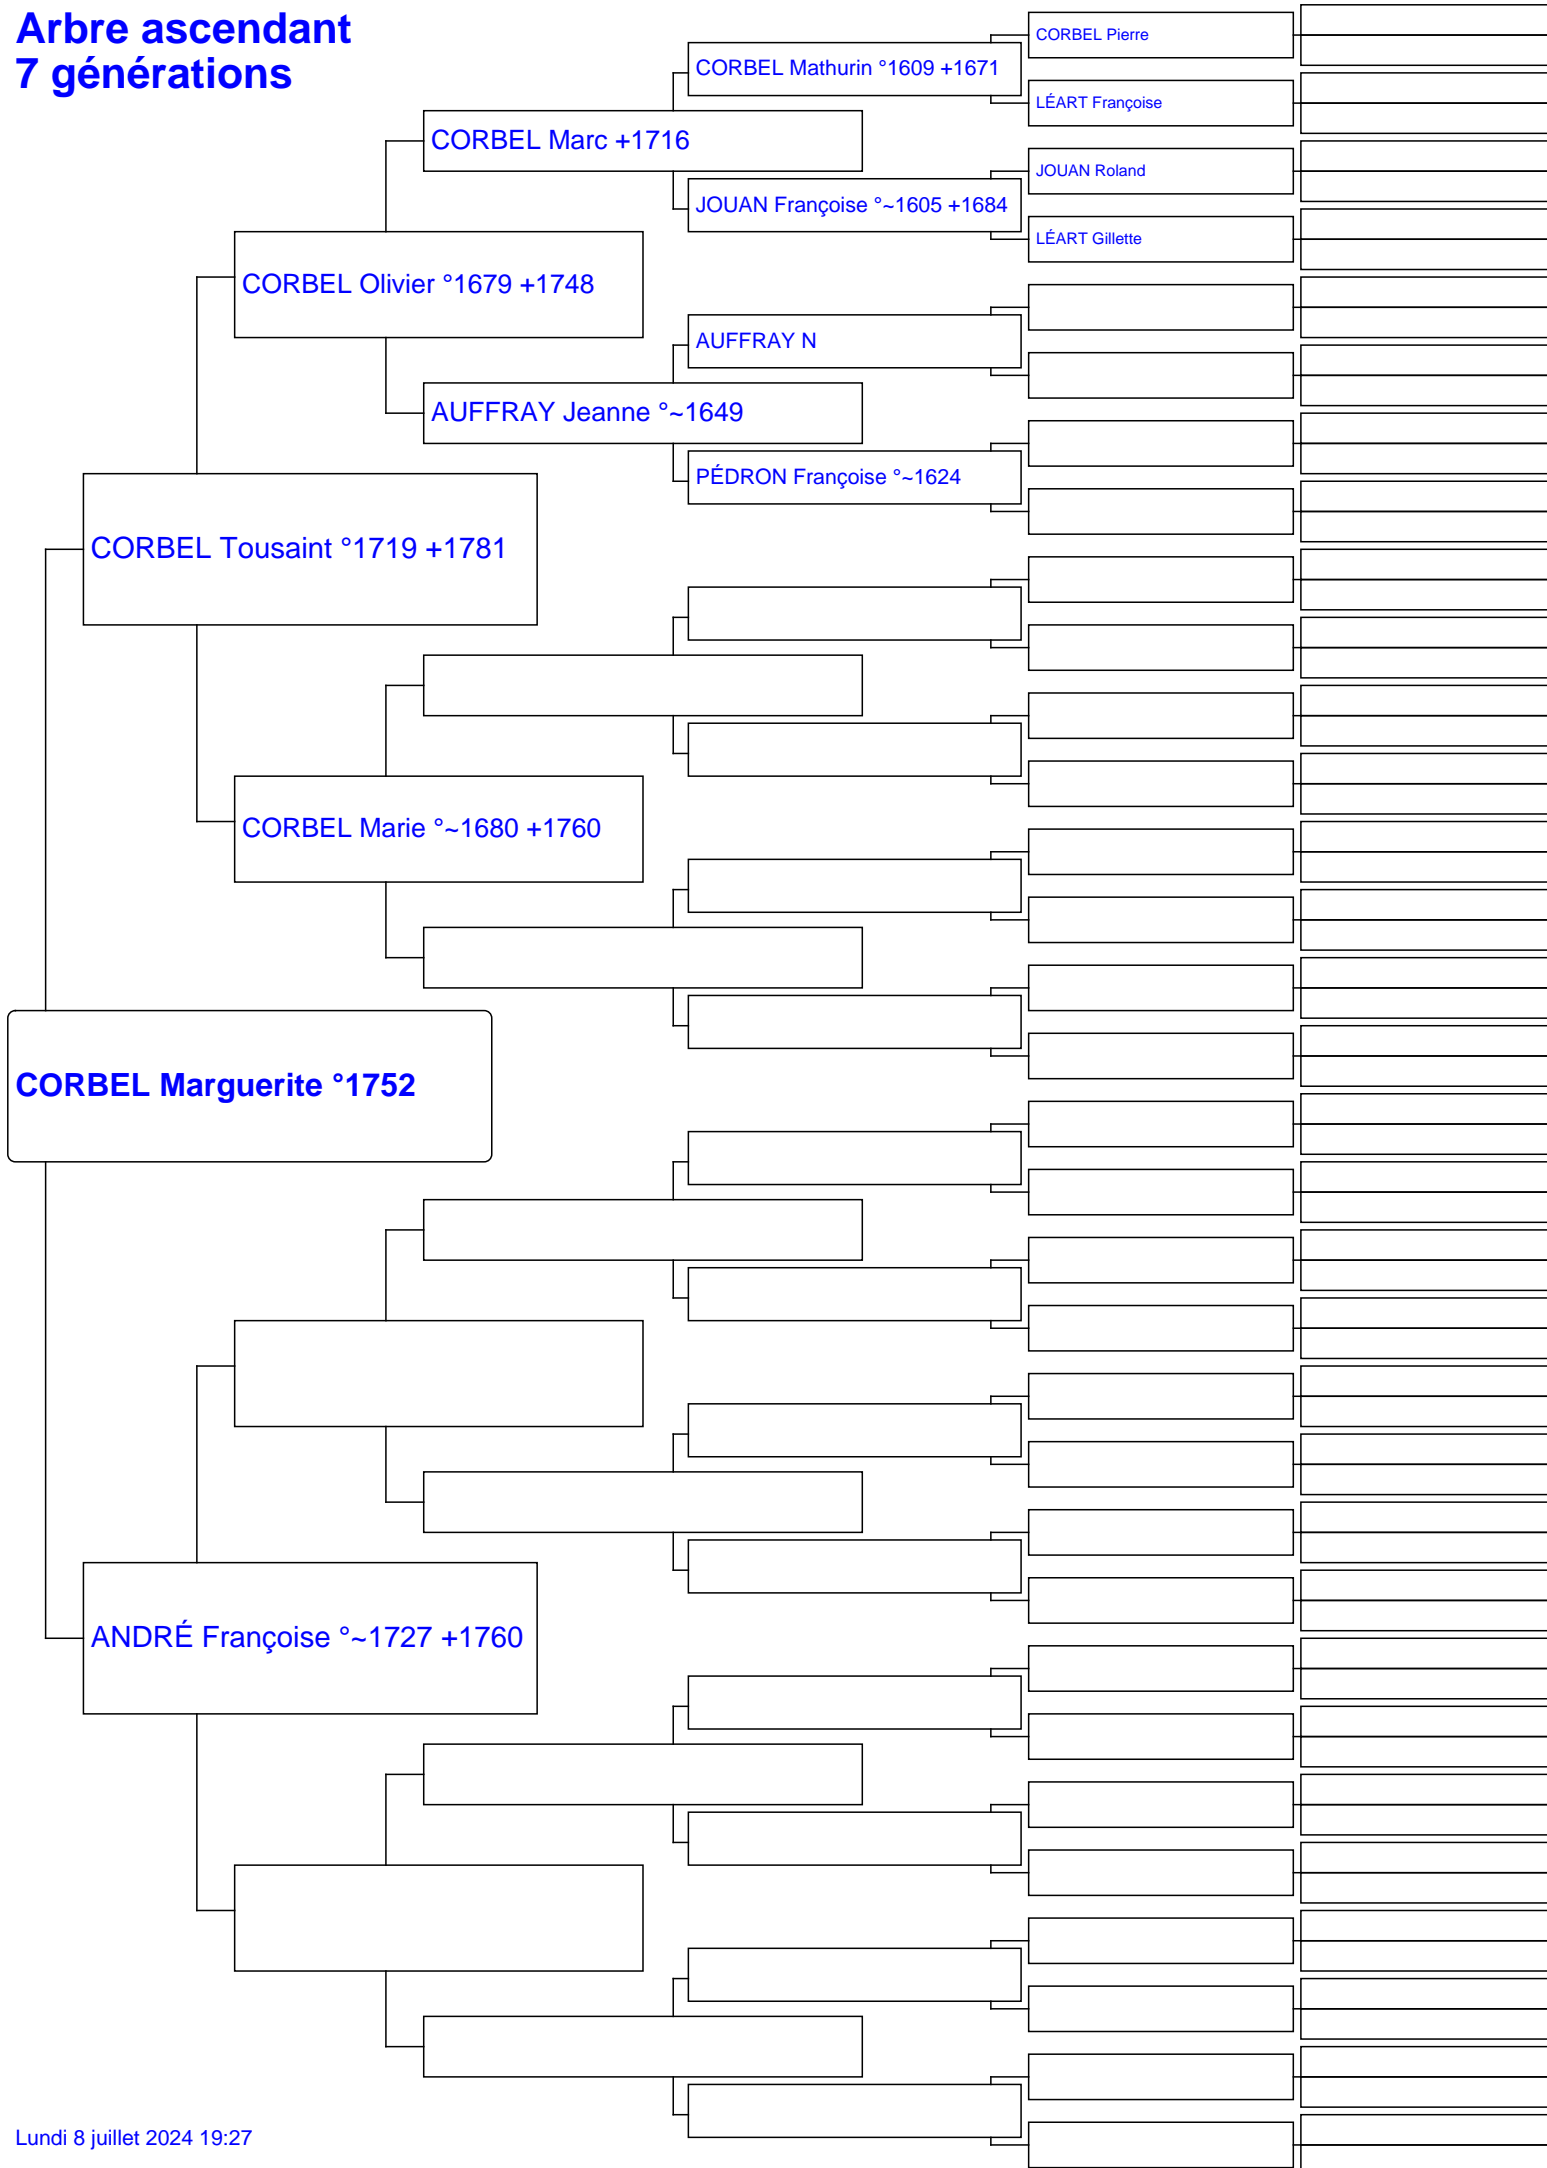 Arbre ascendant
7 générations
CORBEL Pierre
CORBEL Mathurin °1609 +1671
LÉART Françoise
CORBEL Marc +1716
JOUAN Roland
JOUAN Françoise °~1605 +1684
LÉART Gillette
CORBEL Olivier °1679 +1748
AUFFRAY N
AUFFRAY Jeanne °~1649
PÉDRON Françoise °~1624
CORBEL Tousaint °1719 +1781
CORBEL Marie °~1680 +1760
CORBEL Marguerite °1752
ANDRÉ Françoise °~1727 +1760
Lundi 8 juillet 2024 19:27